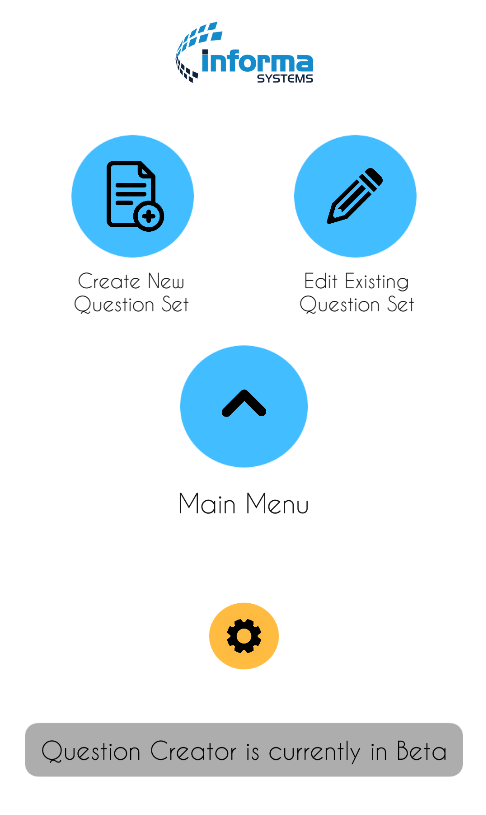 informa
SYSTEMS
Create New
Question Set
Edit Existing
Question Set
Main Menu
Question Creator is currently in Beta